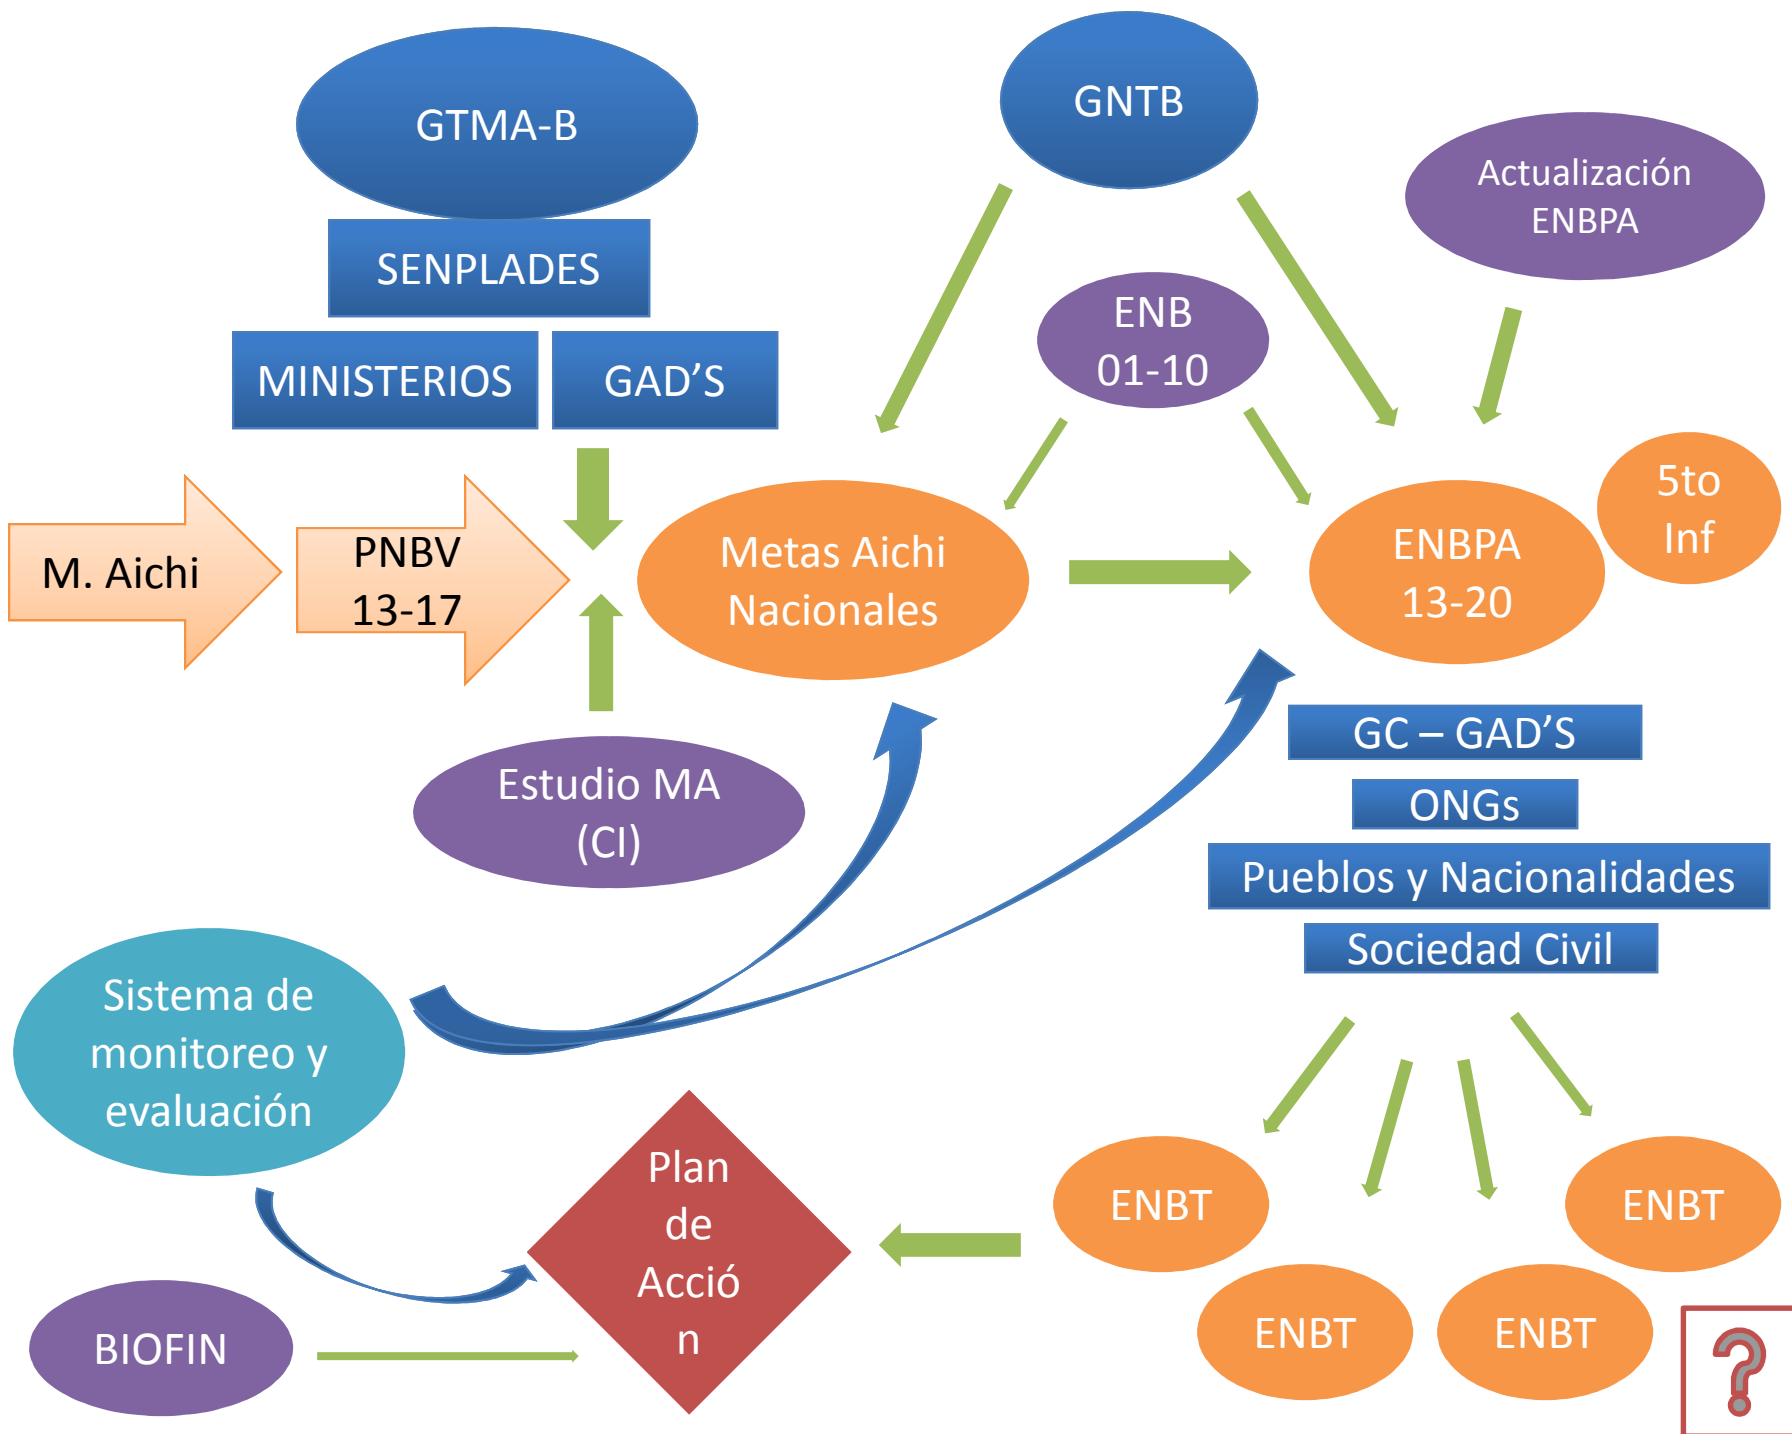 GTMA-B
SENPLADES
MINISTERIOS
GAD’S
GNTB
Actualización
ENBPA
ENB
01-10
M. Aichi
PNBV
13-17
Metas Aichi
Nacionales
ENBPA
13-20
5to
Inf
Estudio MA
(CI)
GC – GAD’S
ONGs
Pueblos y Nacionalidades
Sociedad Civil
Sistema de
monitoreo y
evaluación
Plan
de
Acció
n
BIOFIN
ENBT
ENBT
ENBT
ENBT
?